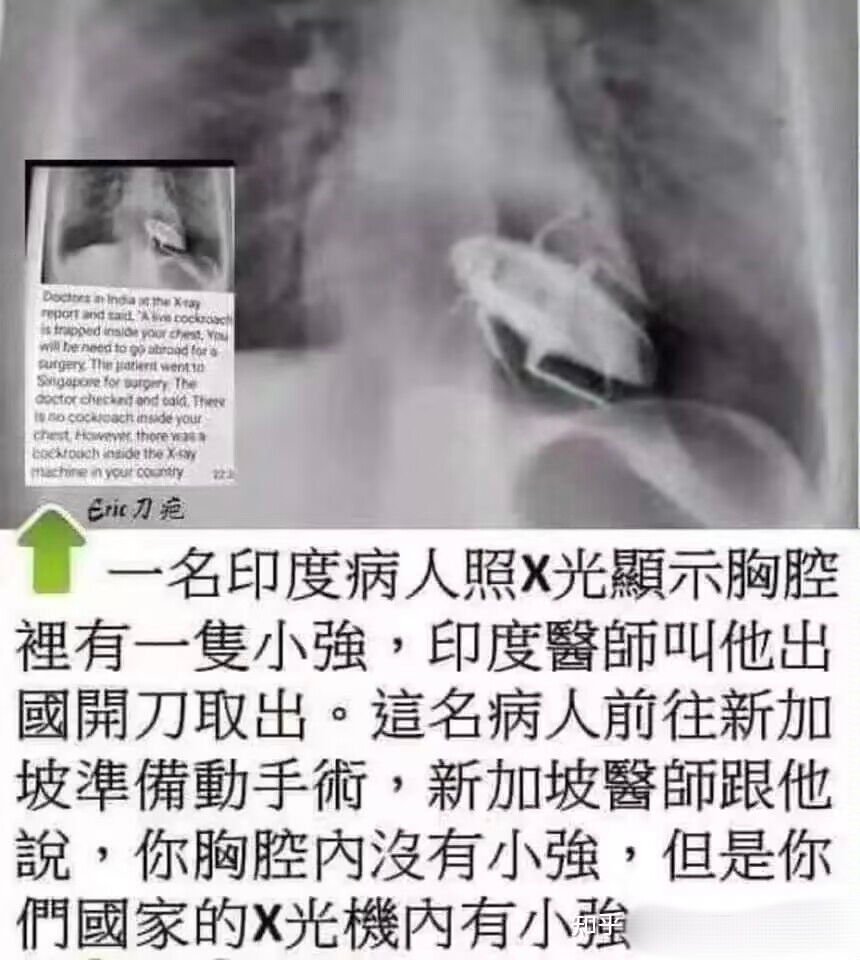 Doctors in India at the X-ray
report and said, "A live cockroach
is trapped inside your chest. You
will be need to go abroad for a
surgery. The patient went to
Singapore for surgery. The
doctor checked and said, There
is no cockroach inside your
chest, However, there was a
cockroach inside the X-ray
machine in your country
Eric刀疤
一名印度病人照X光顯示胸腔
裡有一隻小強，印度醫師叫他出
國開刀取出。這名病人前往新加
坡準備動手術，新加坡醫師跟他
說，你胸腔內沒有小強，但是你
們國家的X光機內有小強
知乎